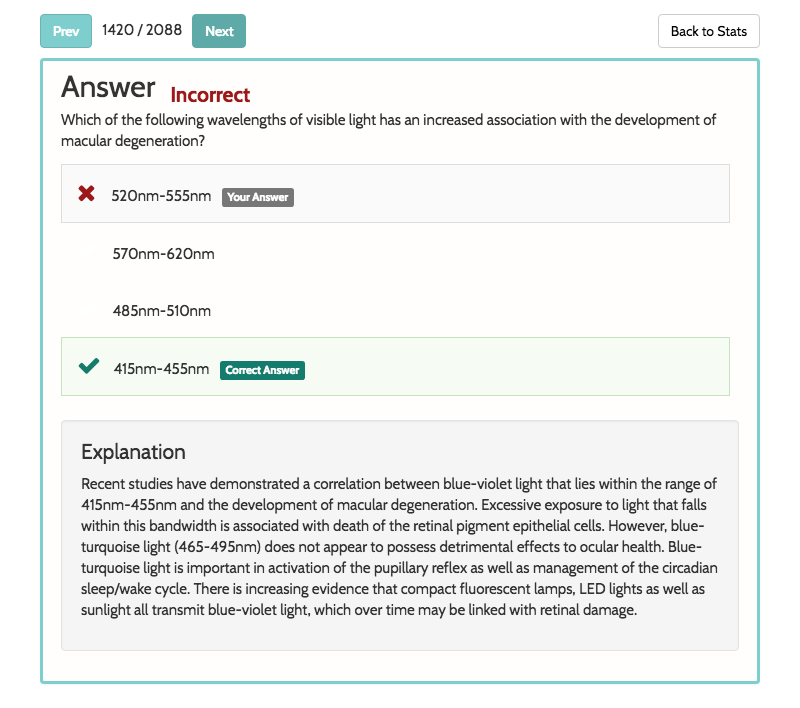 Prev 1420 / 2088 Next Back to Stats
Answer Incorrect
Which of the following wavelengths of visible light has an increased association with the development of
macular degeneration?
520nm-555nm Your Answer
570nm-620nm
485nm-510nm
415nm-455nm Correct Answer
Explanation
Recent studies have demonstrated a correlation between blue-violet light that lies within the range of
415nm-455nm and the development of macular degeneration. Excessive exposure to light that falls
within this bandwidth is associated with death of the retinal pigment epithelial cells. However, blue-
turquoise light (465-495nm) does not appear to possess detrimental effects to ocular health. Blue-
turquoise light is important in activation of the pupillary reflex as well as management of the circadian
sleep/wake cycle. There is increasing evidence that compact fluorescent lamps, LED lights as well as
sunlight all transmit blue-violet light, which over time may be linked with retinal damage.